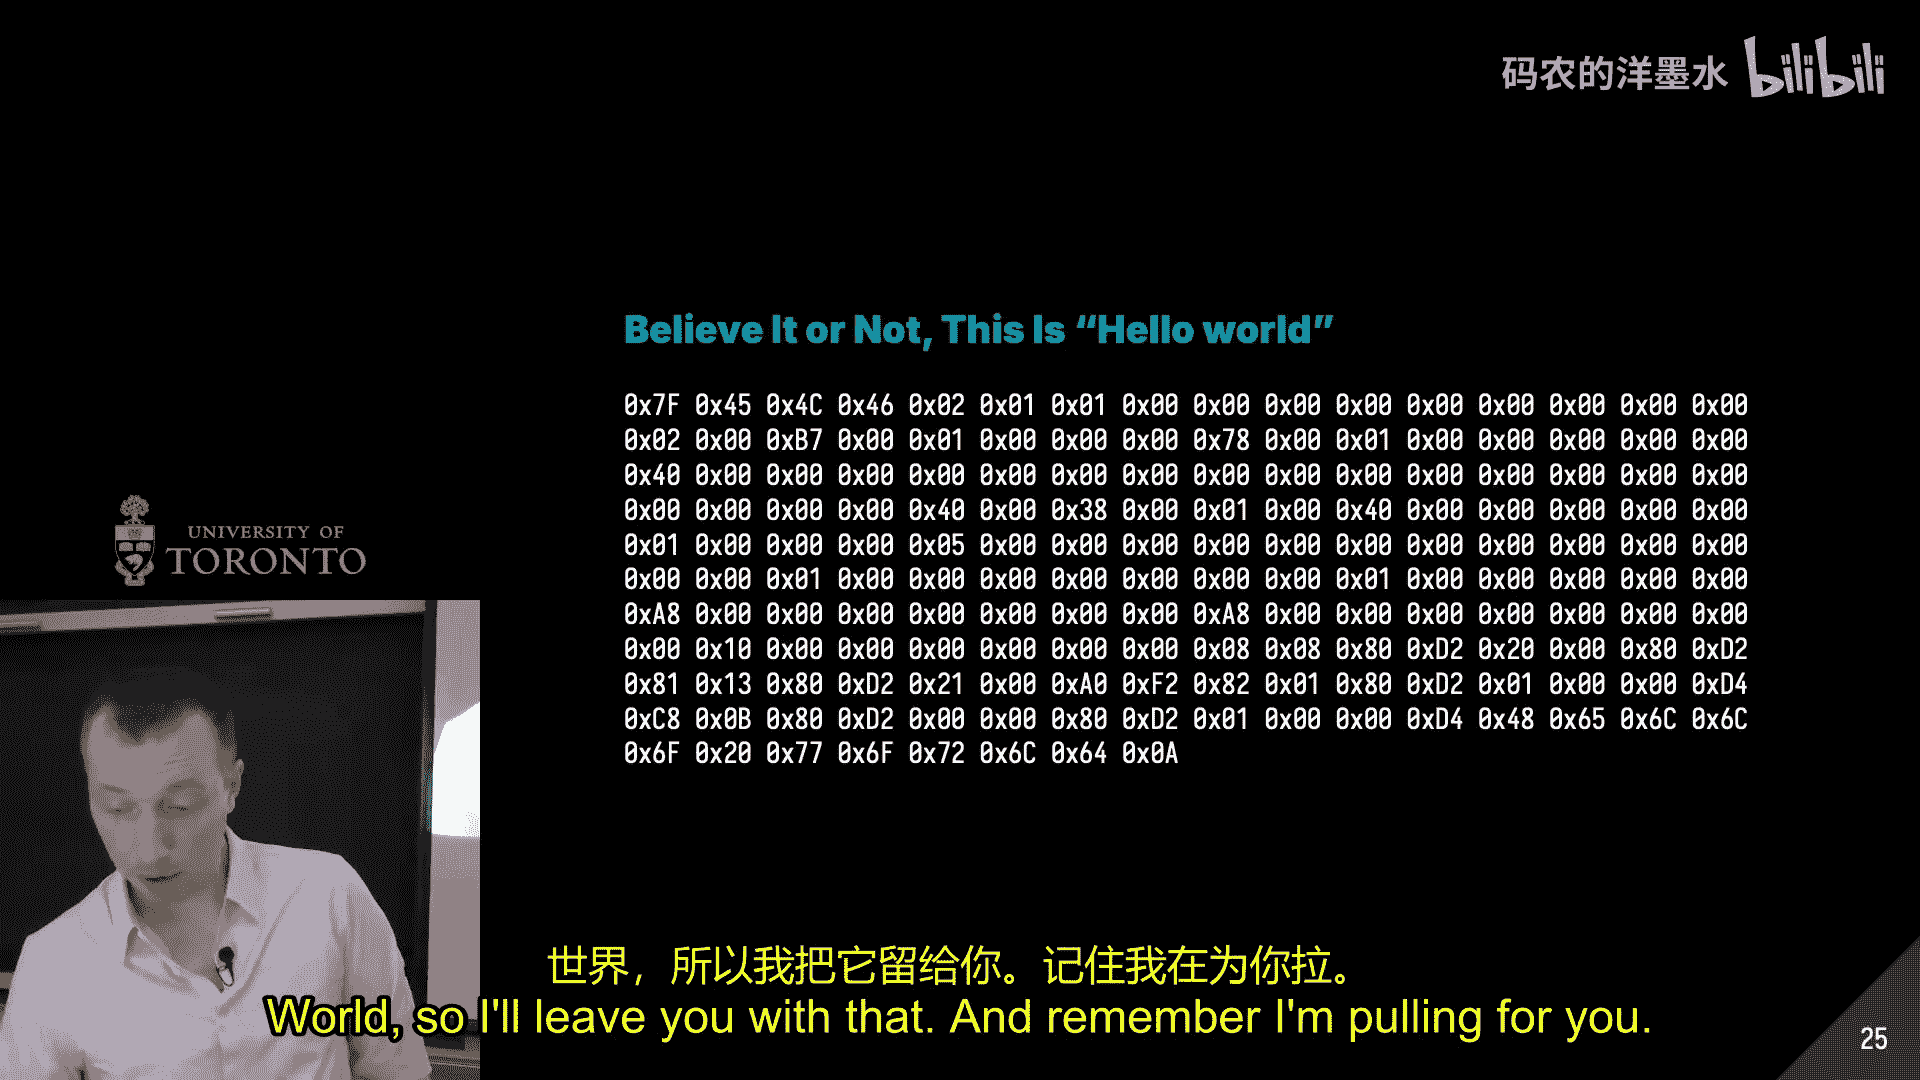 码农的洋墨水 bilibili
Believe It or Not, This Is “Hello world”
0x7F 0x45 0x4C 0x46 0x02 0x01 0x01 0x00 0x00 0x00 0x00 0x00 0x00 0x00 0x00 0x00
0x02 0x00 0xB7 0x00 0x01 0x00 0x00 0x00 0x78 0x00 0x01 0x00 0x00 0x00 0x00 0x00
0x40 0x00 0x00 0x00 0x00 0x00 0x00 0x00 0x00 0x00 0x00 0x00 0x00 0x00 0x00 0x00
0x00 0x00 0x00 0x00 0x40 0x00 0x38 0x00 0x01 0x00 0x40 0x00 0x00 0x00 0x00 0x00
0x01 0x00 0x00 0x00 0x05 0x00 0x00 0x00 0x00 0x00 0x00 0x00 0x00 0x00 0x00 0x00
0x00 0x00 0x01 0x00 0x00 0x00 0x00 0x00 0x00 0x00 0x01 0x00 0x00 0x00 0x00 0x00
0xA8 0x00 0x00 0x00 0x00 0x00 0x00 0x00 0xA8 0x00 0x00 0x00 0x00 0x00 0x00 0x00
0x00 0x10 0x00 0x00 0x00 0x00 0x00 0x00 0x08 0x08 0x80 0xD2 0x20 0x00 0x80 0xD2
0x81 0x13 0x80 0xD2 0x21 0x00 0xA0 0xF2 0x82 0x01 0x80 0xD2 0x01 0x00 0x00 0xD4
0xC8 0x0B 0x80 0xD2 0x00 0x00 0x80 0xD2 0x01 0x00 0x00 0xD4 0x48 0x65 0x6C 0x6C
0x6F 0x20 0x77 0x6F 0x72 0x6C 0x64 0x0A
UNIVERSITY OF
TORONTO
世界，所以我把它留给你。记住我在为你拉。
World, so I'll leave you with that. And remember I'm pulling for you.
25